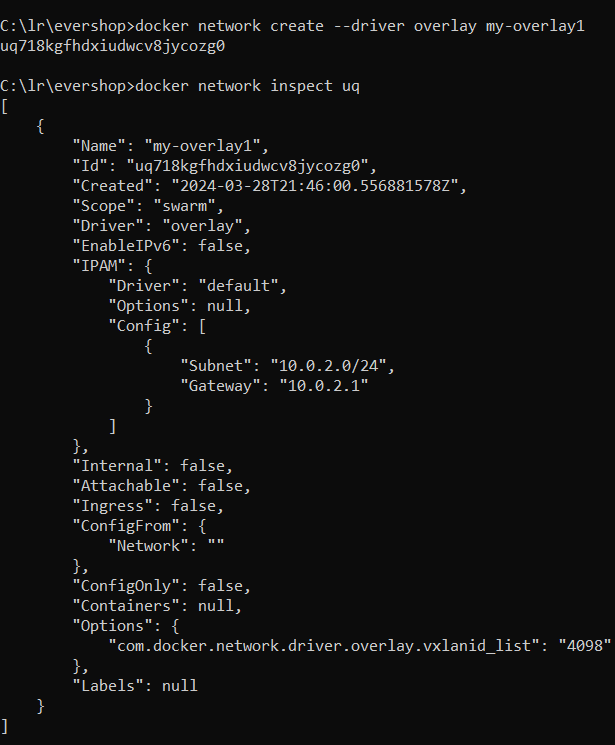 C:\lr\evershop>docker network create --driver overlay my-overlay1
uq718kgfhdxiudwcv8jycozg0
C:\lr\evershop>docker network inspect uq
[
    {
        "Name": "my-overlay1",
        "Id": "uq718kgfhdxiudwcv8jycozg0",
        "Created": "2024-03-28T21:46:00.556881578Z",
        "Scope": "swarm",
        "Driver": "overlay",
        "EnableIPv6": false,
        "IPAM": {
            "Driver": "default",
            "Options": null,
            "Config": [
                {
                    "Subnet": "10.0.2.0/24",
                    "Gateway": "10.0.2.1"
                }
            ]
        },
        "Internal": false,
        "Attachable": false,
        "Ingress": false,
        "ConfigFrom": {
            "Network": ""
        },
        "ConfigOnly": false,
        "Containers": null,
        "Options": {
            "com.docker.network.driver.overlay.vxlanid_list": "4098"
        },
        "Labels": null
    }
]